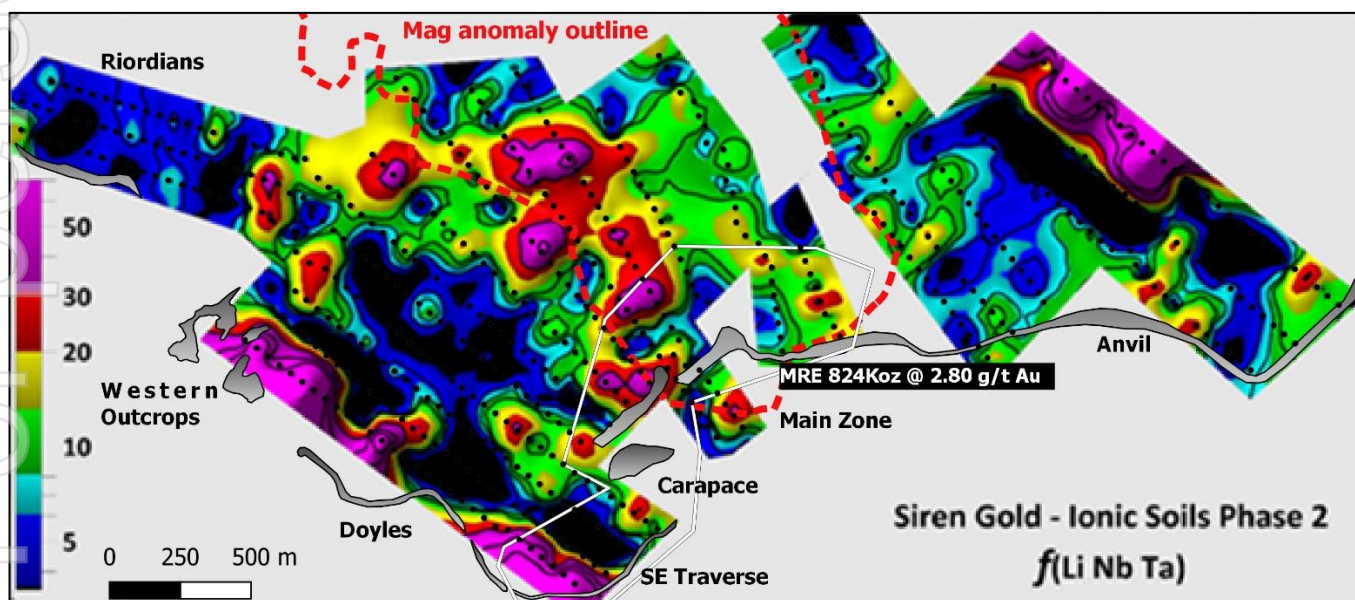 Mag anomaly outline
Riordians
50
30
20
10
5
Western
Outcrops
Anvil
MRE 824Koz @ 2.80 g/t Au
Main Zone
Carapace
Doyles
SE Traverse
0 250 500 m
Siren Gold - Ionic Soils Phase 2
f(Li Nb Ta)